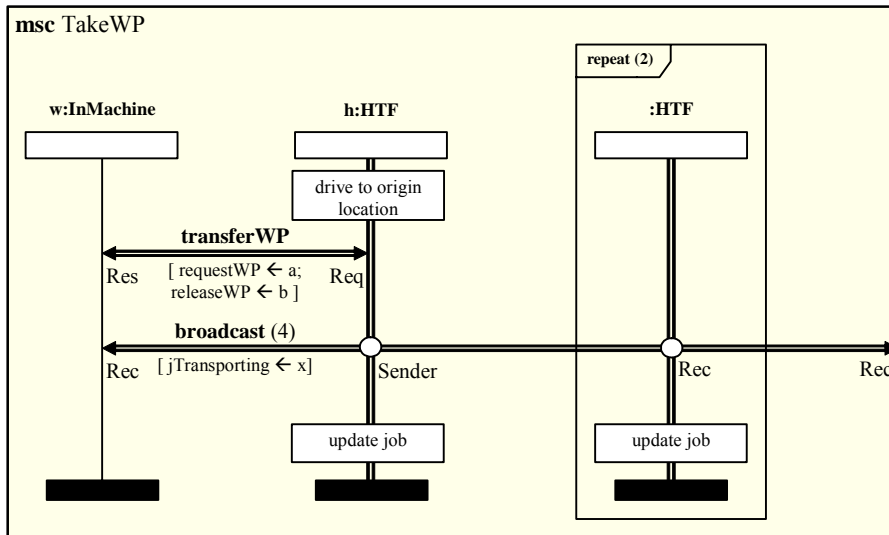 msc TakeWP
repeat (2)
w:InMachine
h:HTF
:HTF
drive to origin
location
transferWP
Res
[ requestWP ← a;
releaseWP ← b ]
Req
broadcast (4)
Rec
[ jTransporting ← x]
Sender
Rec
Rec
update job
update job